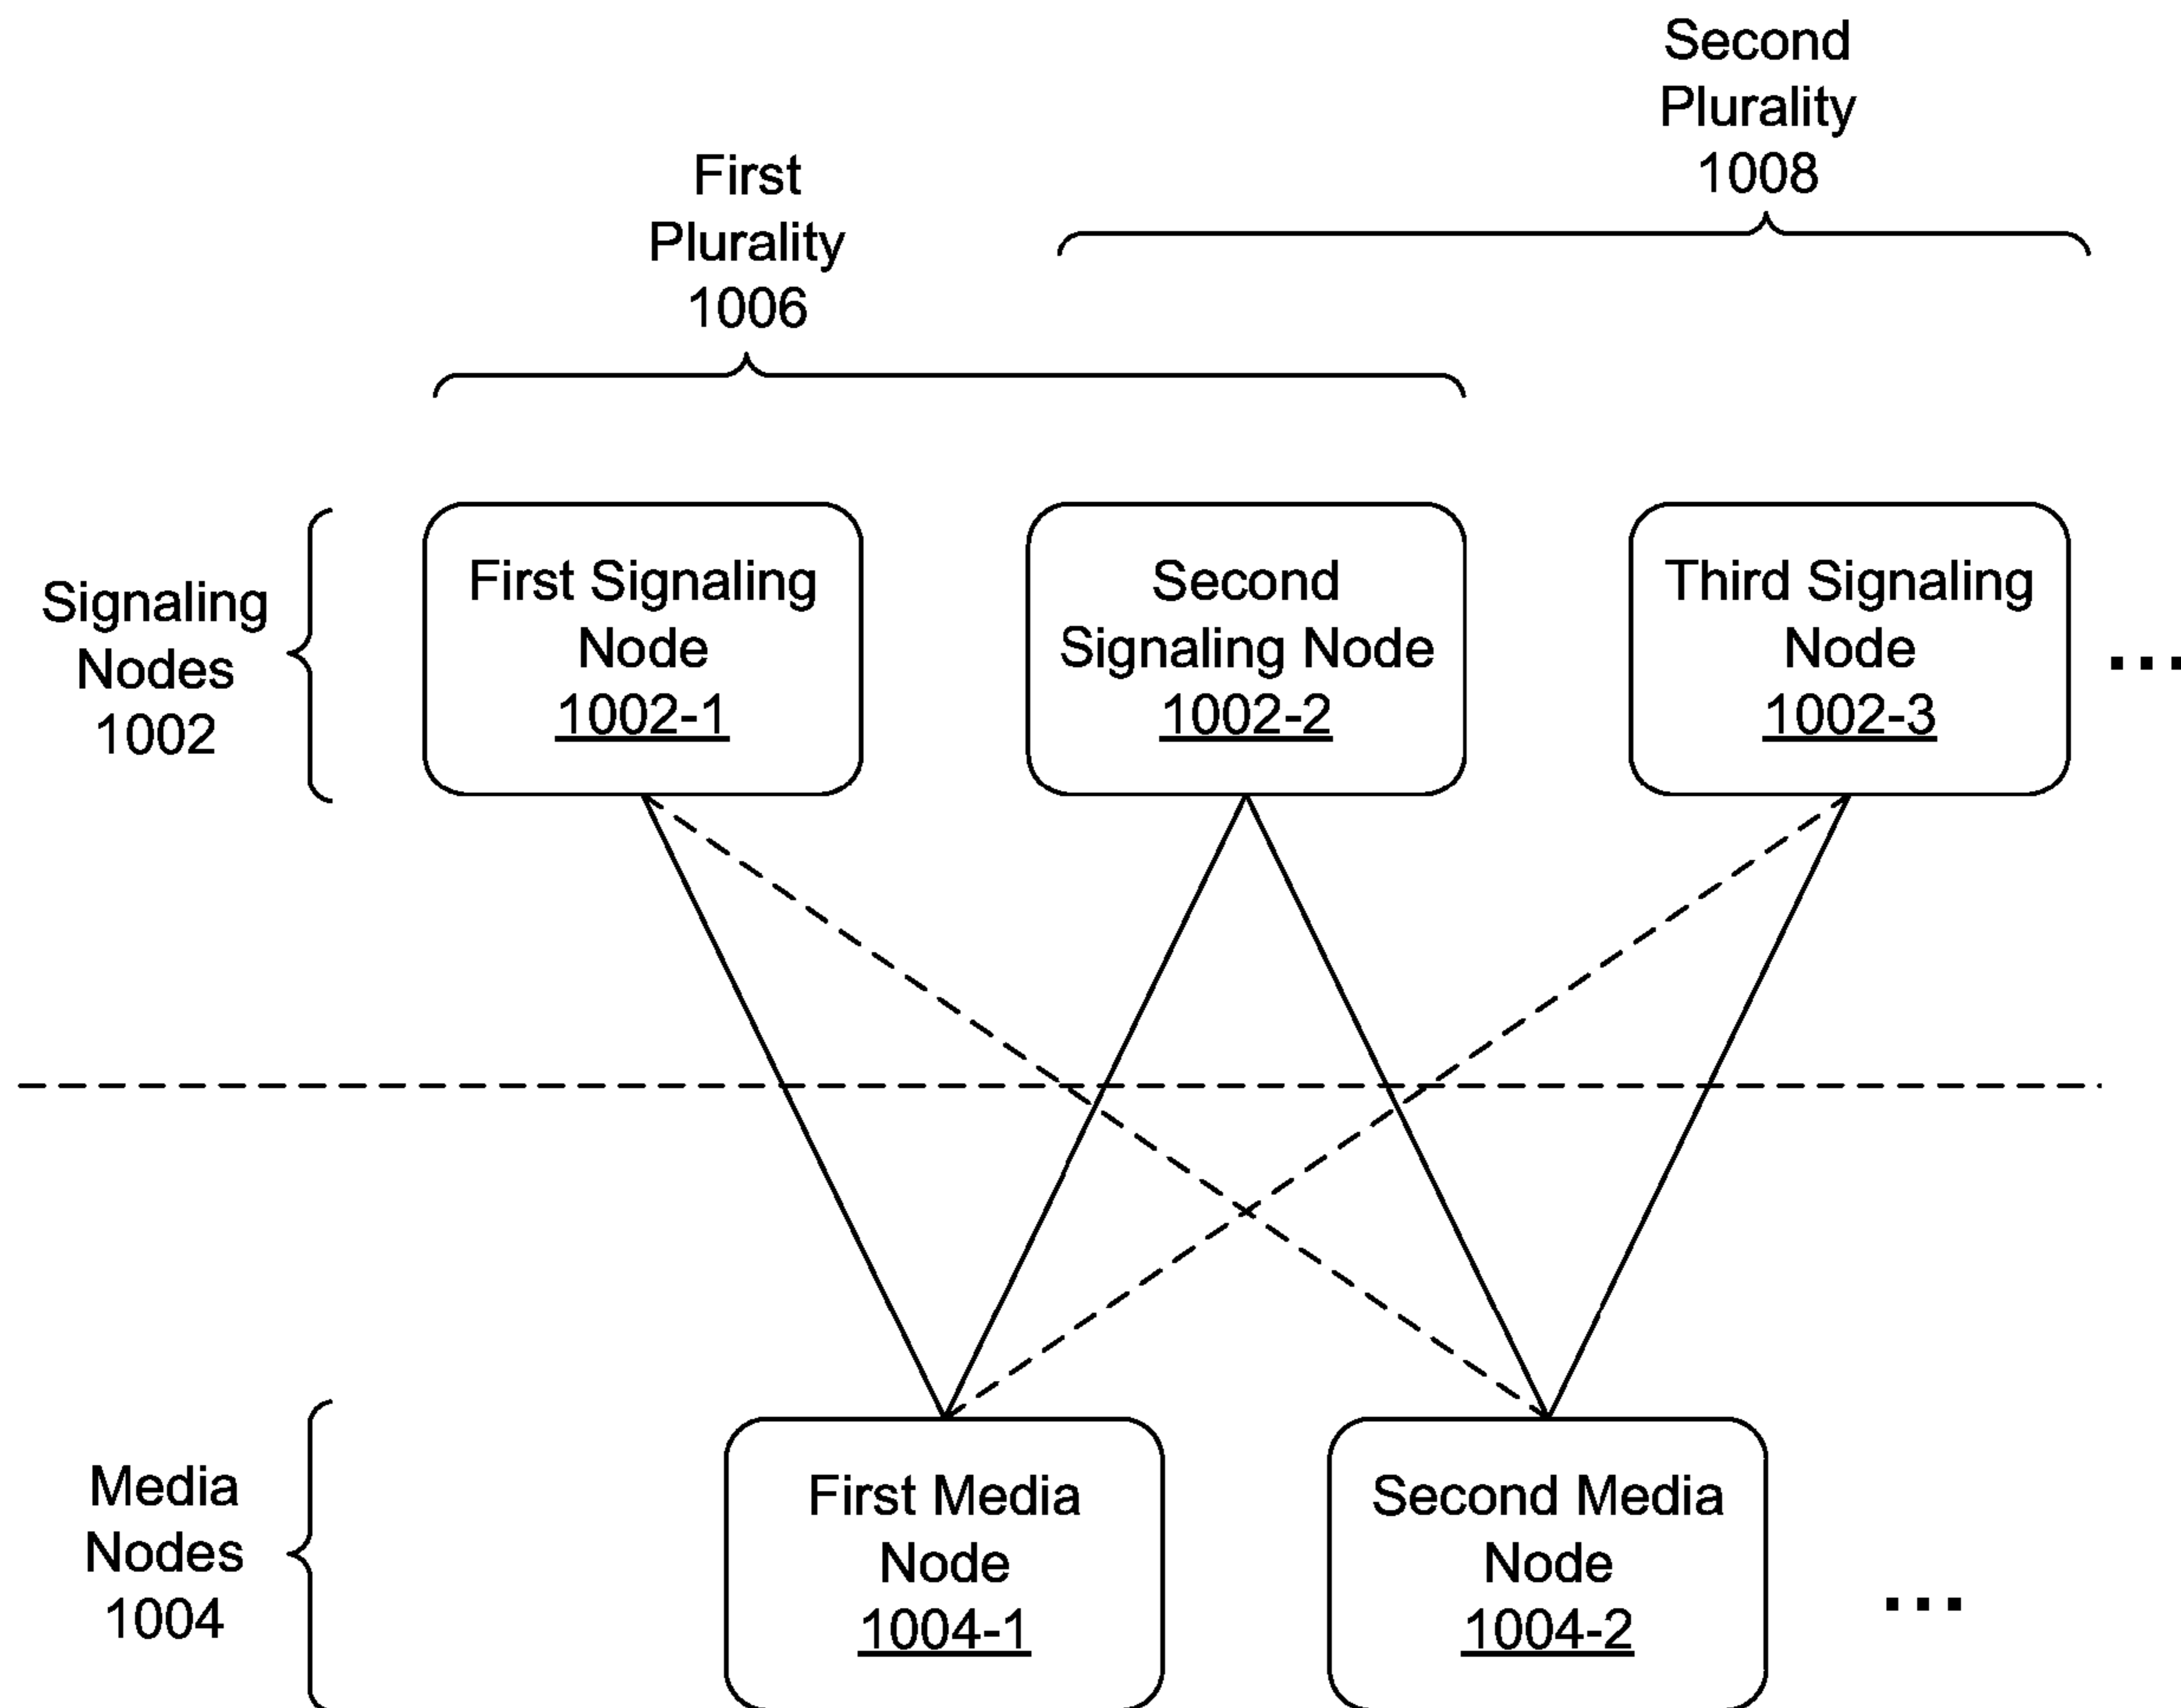 Second
Plurality
1008
First
Plurality
1006
Signaling
Nodes
1002
First Signaling
Node
1002-1
Second
Signaling Node
1002-2
Third Signaling
Node
1002-3
...
Media
Nodes
1004
First Media
Node
1004-1
Second Media
Node
1004-2
...